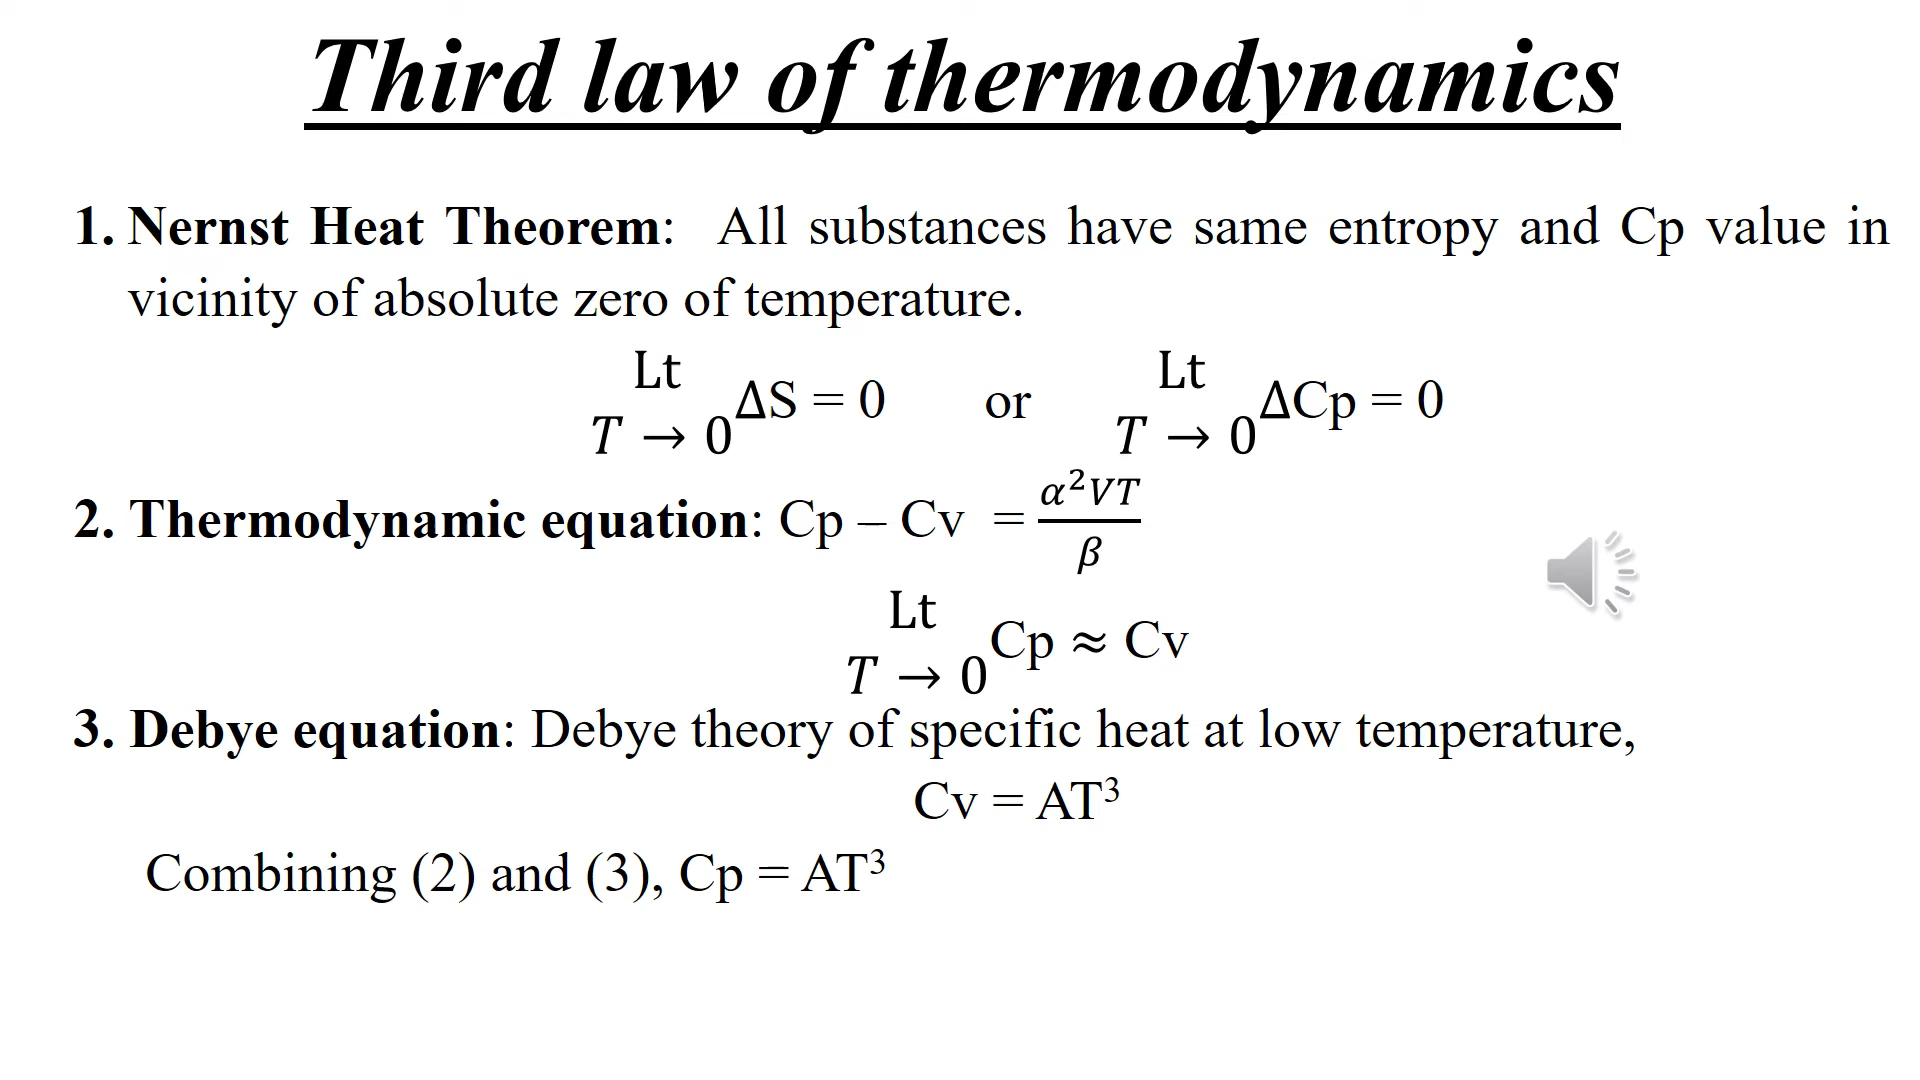 Third law of thermodynamics
1. Nernst Heat Theorem: All substances have same entropy and Cp value in
vicinity of absolute zero of temperature.
Lt T → 0 ΔS = 0 or Lt T → 0 ΔCp = 0
2. Thermodynamic equation: Cp – Cv = α²VT/β
Lt T → 0 Cp ≈ Cv
3. Debye equation: Debye theory of specific heat at low temperature,
Cv = AT³
Combining (2) and (3), Cp = AT³